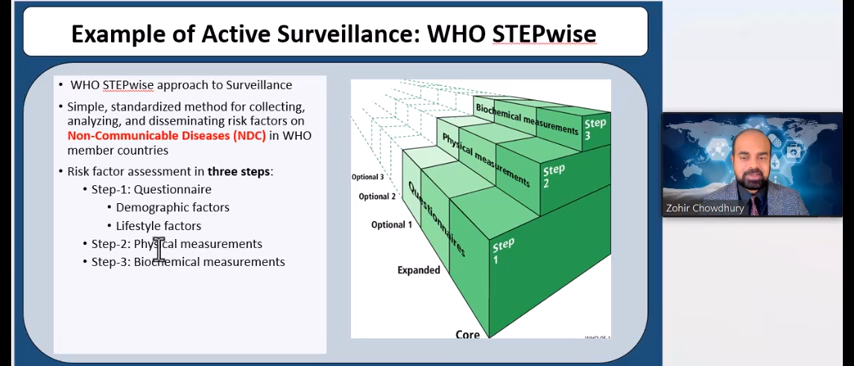 Example of Active Surveillance: WHO STEPwise
• WHO STEPwise approach to Surveillance
• Simple, standardized method for collecting,
analyzing, and disseminating risk factors on
Non-Communicable Diseases (NDC) in WHO
member countries
• Risk factor assessment in three steps:
• Step-1: Questionnaire
• Demographic factors
• Lifestyle factors
• Step-2: Physical measurements
• Step-3: Biochemical measurements
Biochemical measurements
Step
3
Physical measurements
Step
2
Questionnaires
Step
1
Optional 3
Optional 2
Optional 1
Expanded
Core
Zohir Chowdhury